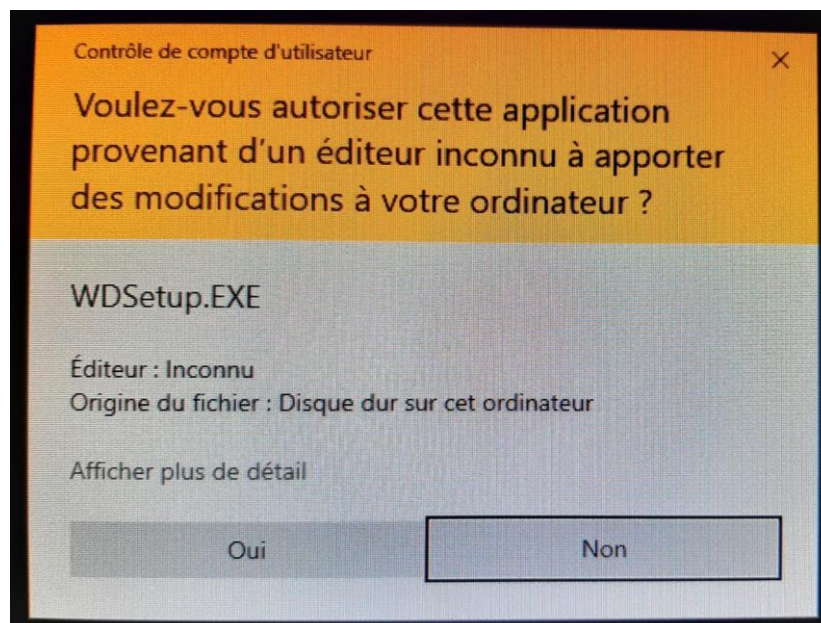 Contrôle de compte d'utilisateur
Voulez-vous autoriser cette application
provenant d'un éditeur inconnu à apporter
des modifications à votre ordinateur ?
WDSetup.EXE
Éditeur : Inconnu
Origine du fichier : Disque dur sur cet ordinateur
Afficher plus de détail
Oui
Non